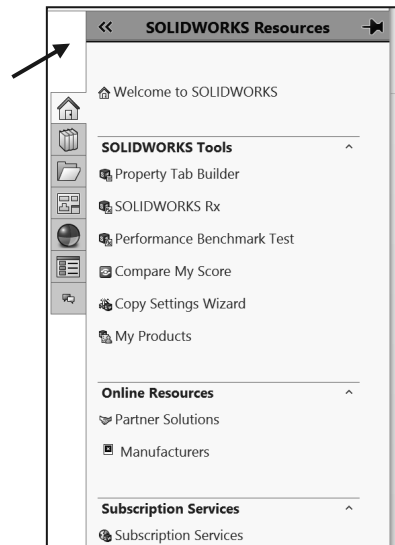 SOLIDWORKS Resources
Welcome to SOLIDWORKS
SOLIDWORKS Tools
Property Tab Builder
SOLIDWORKS Rx
Performance Benchmark Test
Compare My Score
Copy Settings Wizard
My Products
Online Resources
Partner Solutions
Manufacturers
Subscription Services
Subscription Services